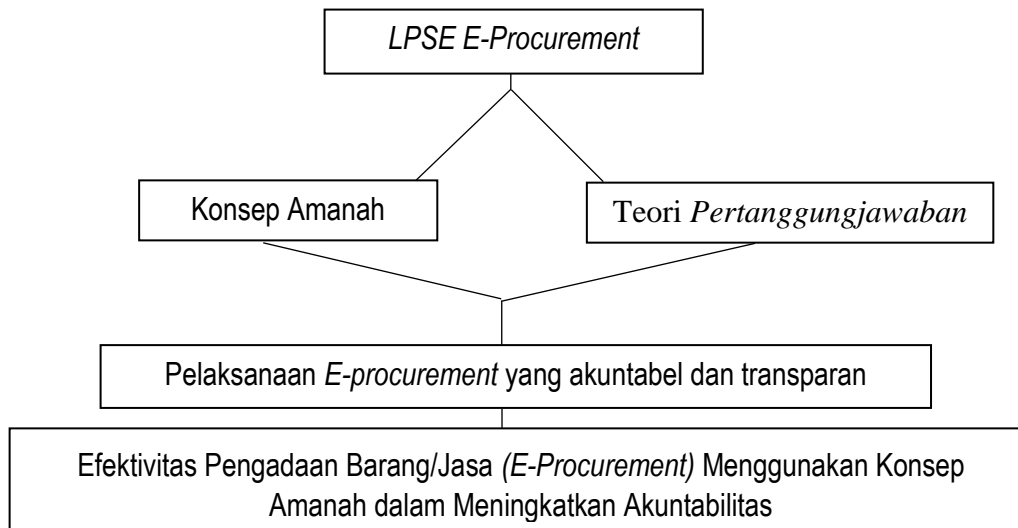 LPSE E-Procurement
Konsep Amanah
Teori Pertanggungjawaban
Pelaksanaan E-procurement yang akuntabel dan transparan
Efektivitas Pengadaan Barang/Jasa (E-Procurement) Menggunakan Konsep
Amanah dalam Meningkatkan Akuntabilitas